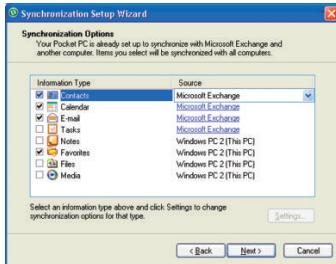 Synchronization Setup Wizard
Synchronization Options
Your Pocket PC is already set up to synchronize with Microsoft Exchange and
another computer. Items you select will be synchronized with all computers.
Information Type Source
Contacts Microsoft Exchange
Calendar Microsoft Exchange
E-mail Microsoft Exchange
Tasks Microsoft Exchange
Notes Windows PC 2 (This PC)
Favorites Windows PC 2 (This PC)
Files Windows PC 2 (This PC)
Media Windows PC 2 (This PC)
Select an information type above and click Settings to change
synchronization options for that type.
Settings...
< Back Next > Cancel